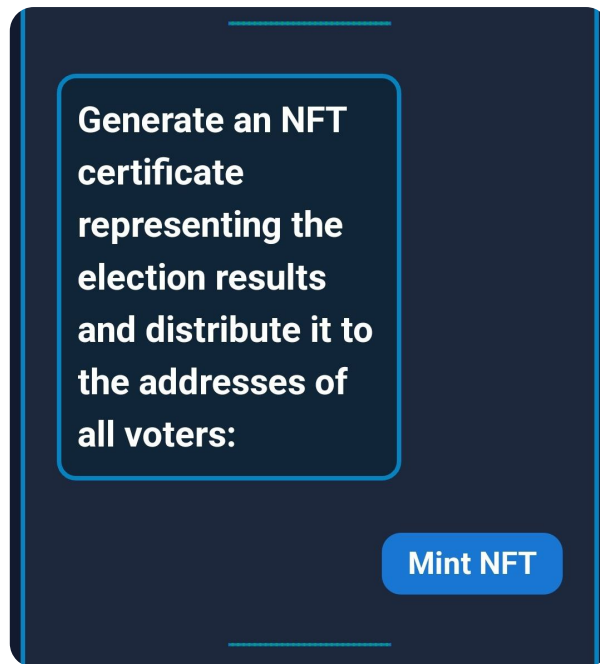 Generate an NFT
certificate
representing the
election results
and distribute it to
the addresses of
all voters:
Mint NFT